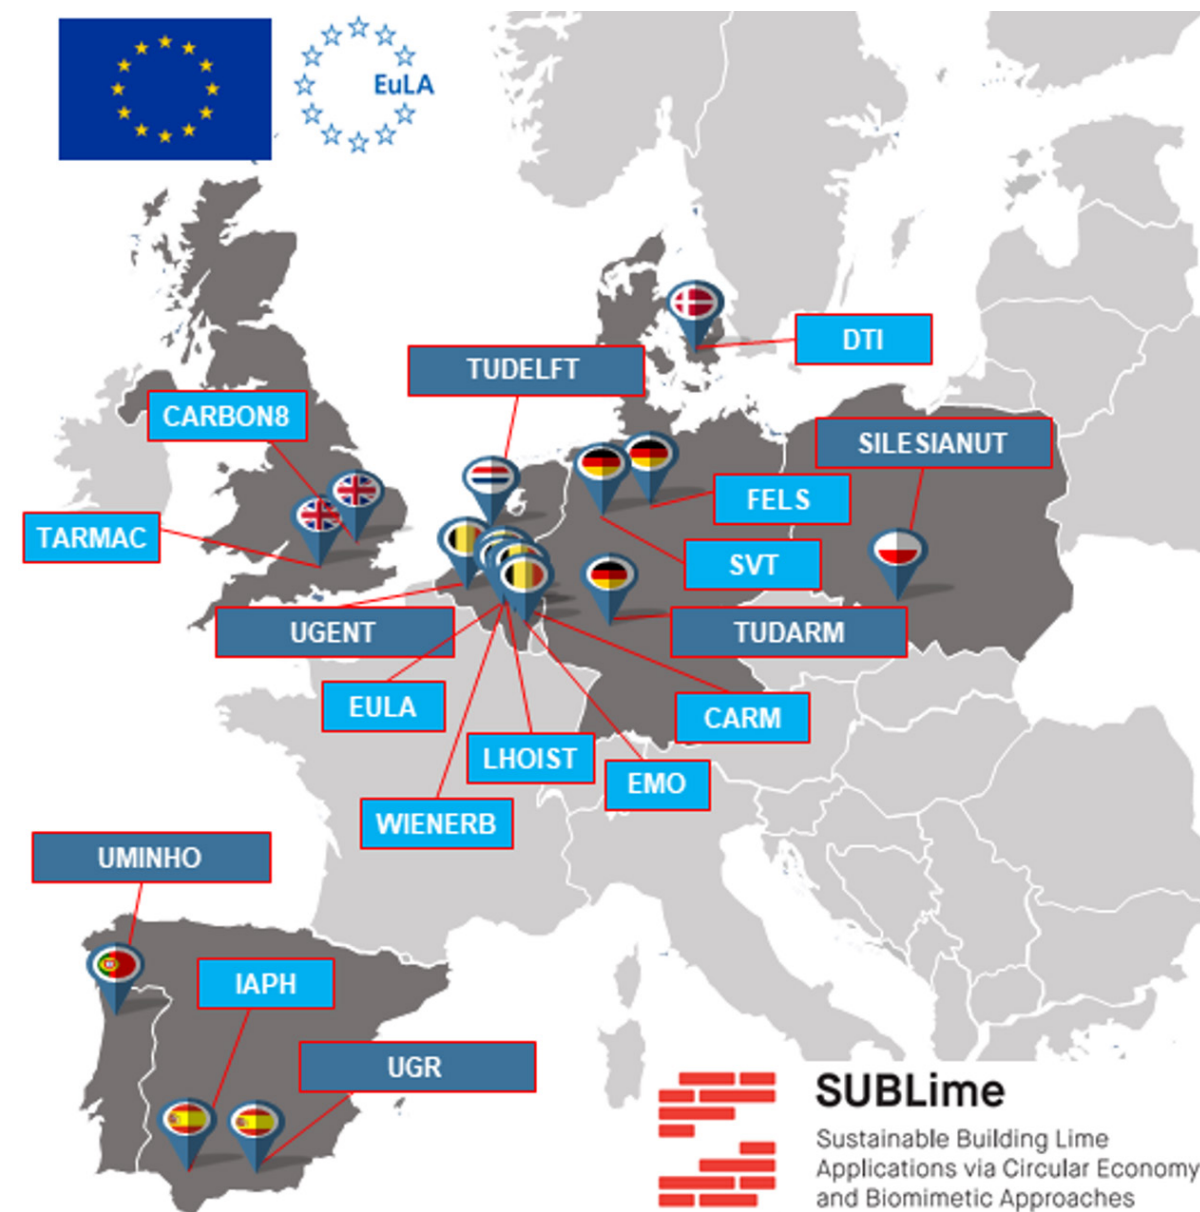 EuLA
DTI
TUDELFT
CARBON8
SILESIANUT
FELS
TARMAC
SVT
UGENT
TUDARM
EULA
CARM
LHOIST
EMO
WIENERB
UMINHO
IAPH
UGR
SUBLime
Sustainable Building Lime
Applications via Circular Economy
and Biomimetic Approaches